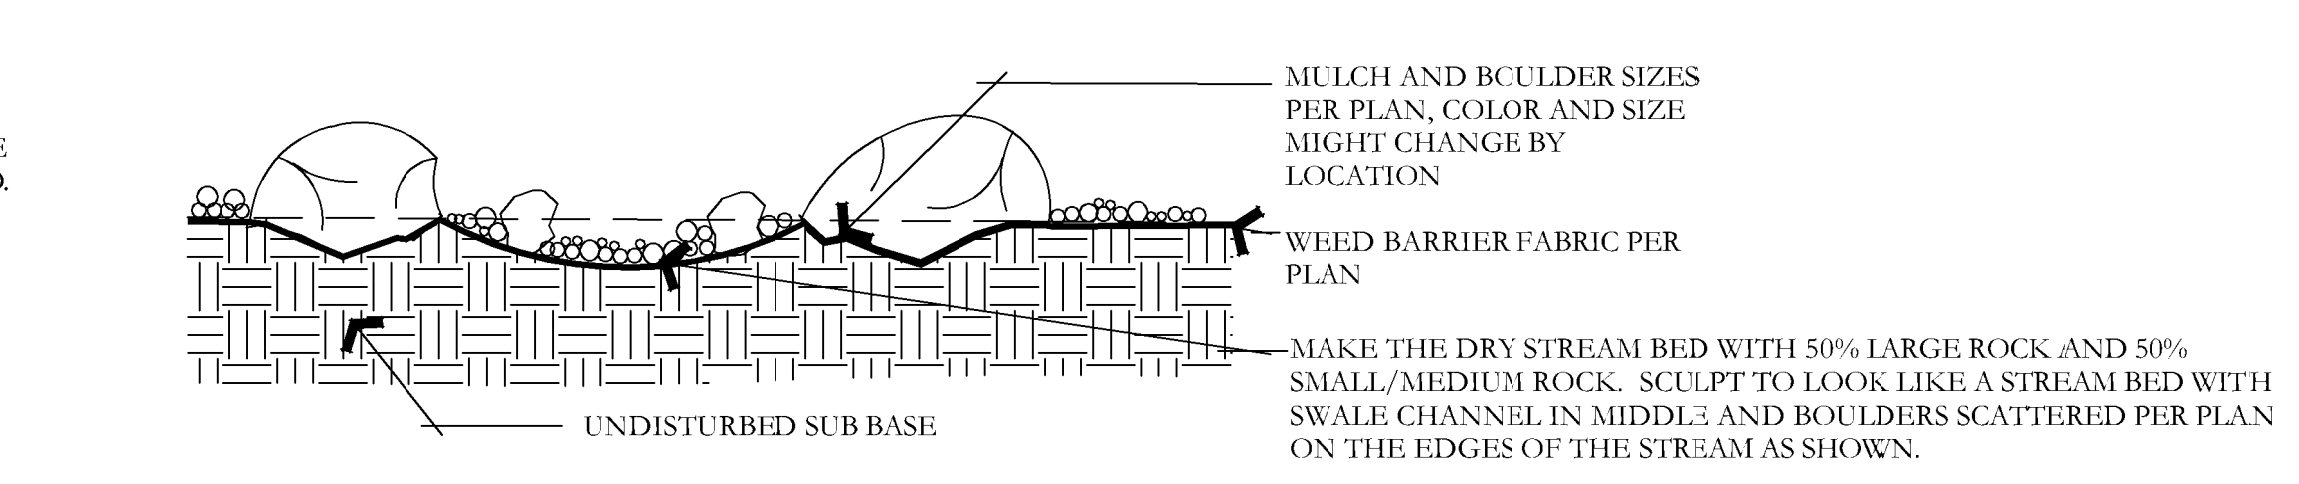 E
D.
MULCH AND BOULDER SIZES
PER PLAN, COLOR AND SIZE
MIGHT CHANGE BY
LOCATION
WEED BARRIER FABRIC PER
PLAN
MAKE THE DRY STREAM BED WITH 50% LARGE ROCK AND 50%
SMALL/MEDIUM ROCK. SCULPT TO LOOK LIKE A STREAM BED WITH
SWALE CHANNEL IN MIDDLE AND BOULDERS SCATTERED PER PLAN
ON THE EDGES OF THE STREAM AS SHOWN.
UNDISTURBED SUB BASE